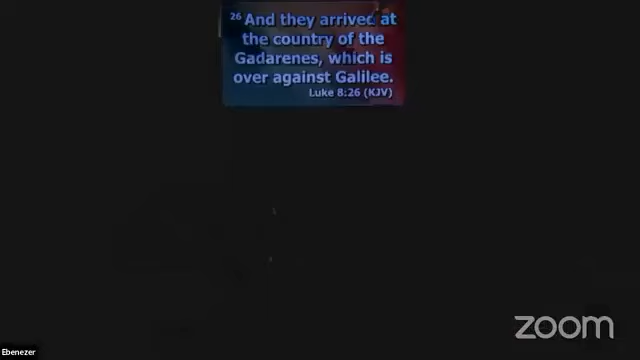 26 And they arrived at
the country of the
Gadarenes, which is
over against Galilee.
Luke 8:26 (KJV)
zoom
Ebenezer